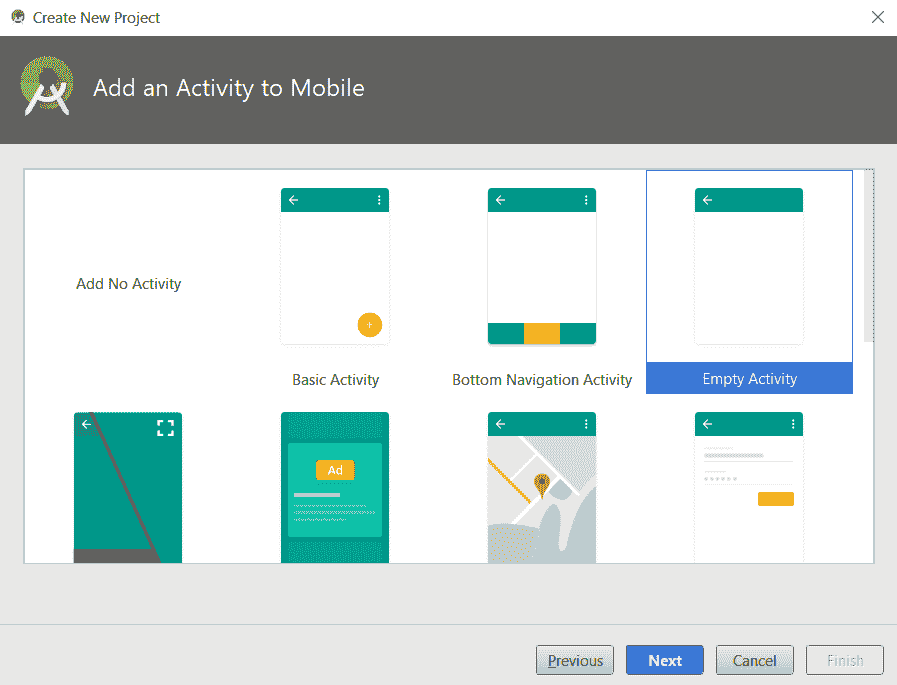 Create New Project
Add an Activity to Mobile
Add No Activity
Basic Activity
Bottom Navigation Activity
Empty Activity
Ad
Previous
Next
Cancel
Finish